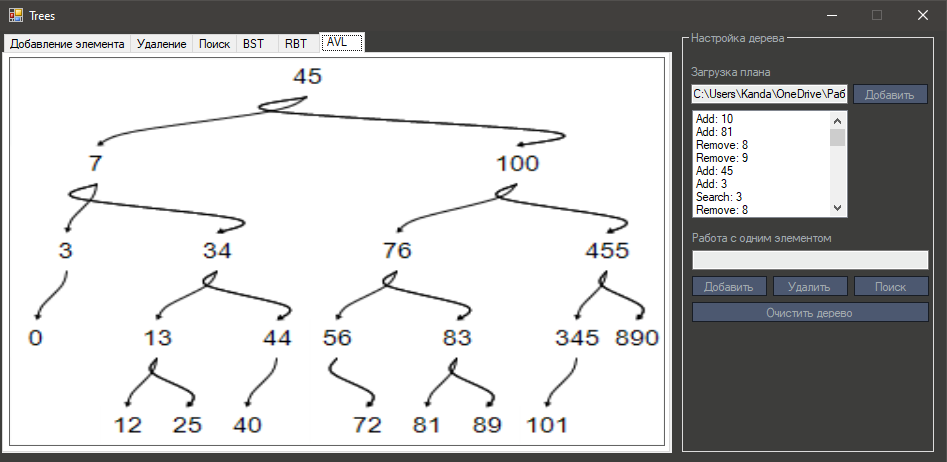 Trees
Добавление элемента Удаление Поиск BST RBT AVL
45
7 100
3 34 76 455
0 13 44 56 83 345 890
12 25 40 72 81 89 101
Настройка дерева
Загрузка плана
C:\Users\Kanda\OneDrive\Раб Добавить
Add: 10
Add: 81
Remove: 8
Remove: 9
Add: 45
Add: 3
Search: 3
Remove: 8
Работа с одним элементом
Добавить Удалить Поиск
Очистить дерево